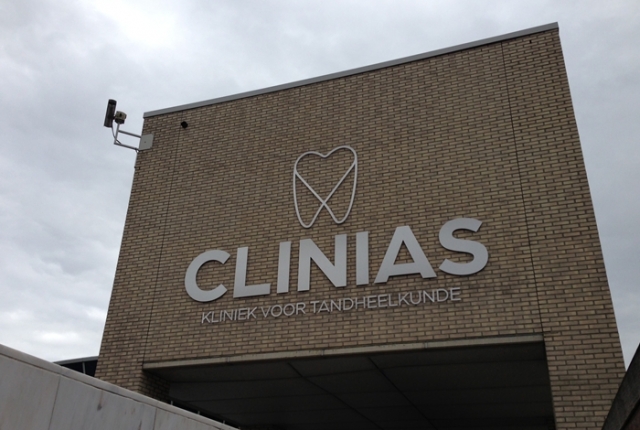 CLINIAS
KLINIEK VOOR TANDHEELKUNDE